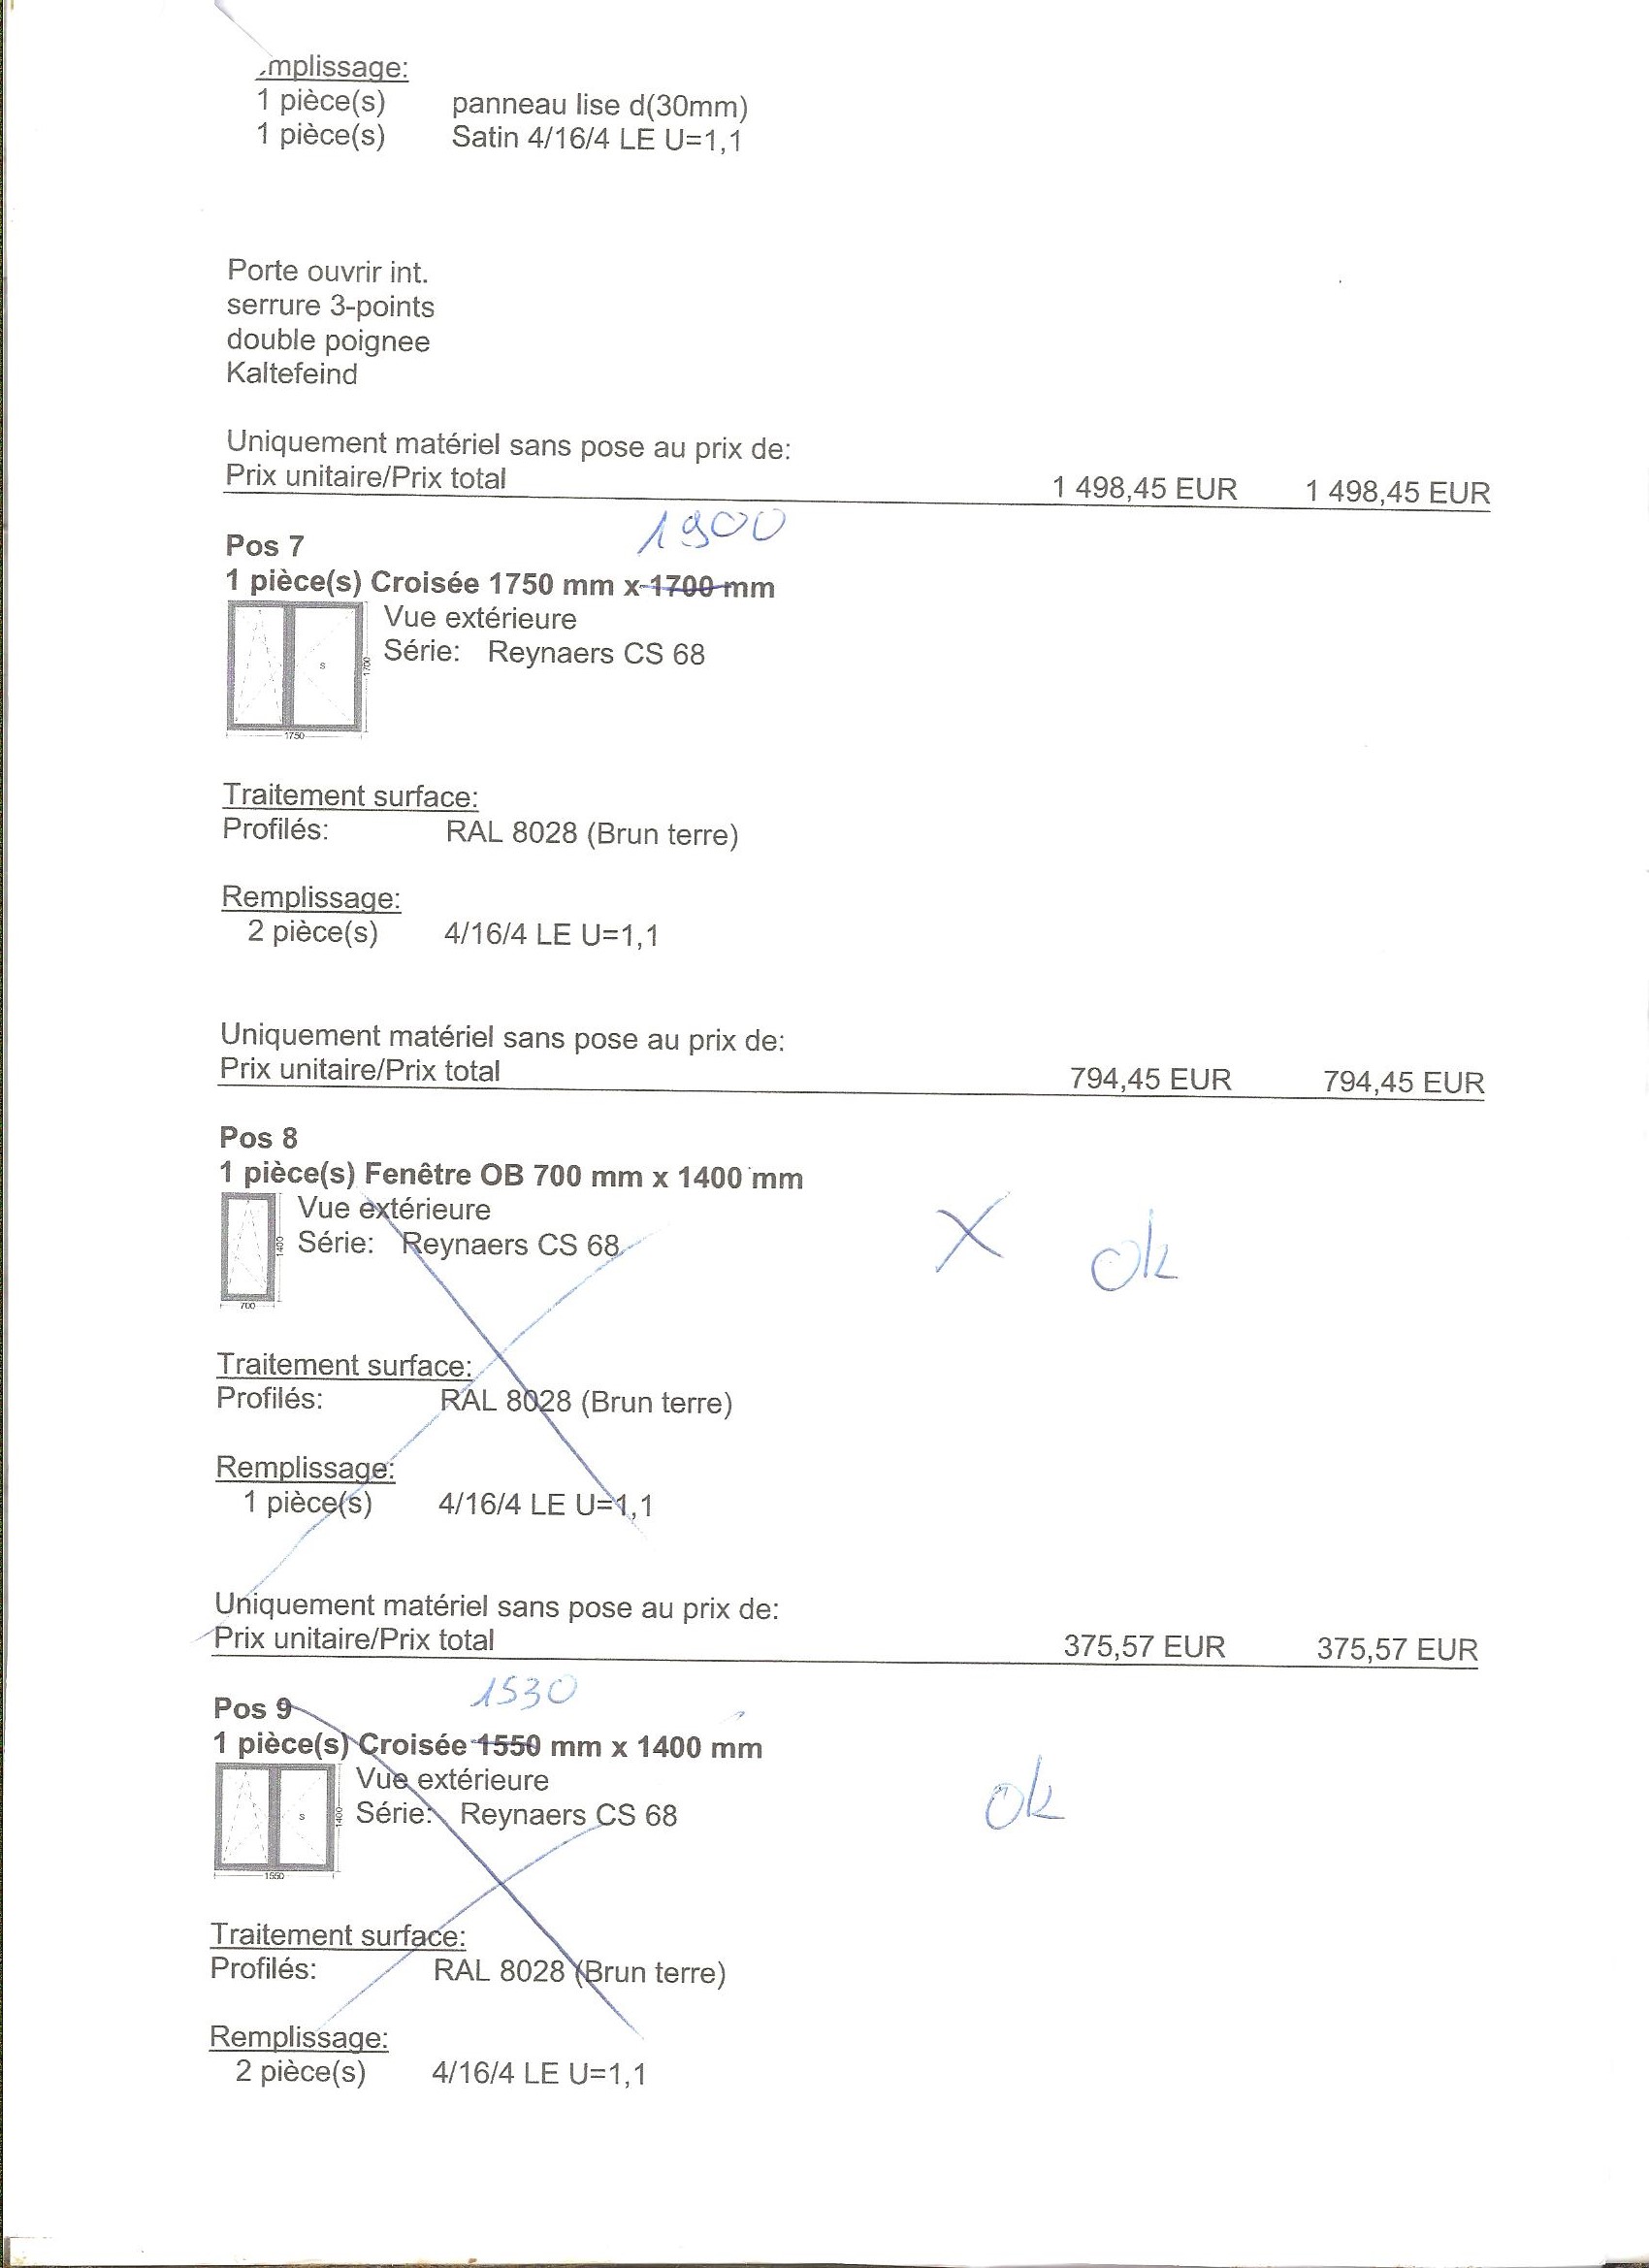 mplissage:
1 pièce(s) panneau lise d(30mm)
1 pièce(s) Satin 4/16/4 LE U=1,1
Porte ouvrir int.
serrure 3-points
double poignee
Kaltefeind
Uniquement matériel sans pose au prix de:
Prix unitaire/Prix total 1 498,45 EUR 1 498,45 EUR
1900
Pos 7
1 pièce(s) Croisée 1750 mm x 1700 mm
Vue extérieure
Série: Reynaers CS 68
S
1700
1750
Traitement surface:
Profilés: RAL 8028 (Brun terre)
Remplissage:
2 pièce(s) 4/16/4 LE U=1,1
Uniquement matériel sans pose au prix de:
Prix unitaire/Prix total 794,45 EUR 794,45 EUR
Pos 8
1 pièce(s) Fenêtre OB 700 mm x 1400 mm
Vue extérieure
Série: Reynaers CS 68
X ok
1400
700
Traitement surface:
Profilés: RAL 8028 (Brun terre)
Remplissage:
1 pièce(s) 4/16/4 LE U=1,1
Uniquement matériel sans pose au prix de:
Prix unitaire/Prix total 375,57 EUR 375,57 EUR
1530
Pos 9
1 pièce(s) Croisée 1550 mm x 1400 mm
Vue extérieure
Série: Reynaers CS 68
ok
S
1400
1550
Traitement surface:
Profilés: RAL 8028 (Brun terre)
Remplissage:
2 pièce(s) 4/16/4 LE U=1,1